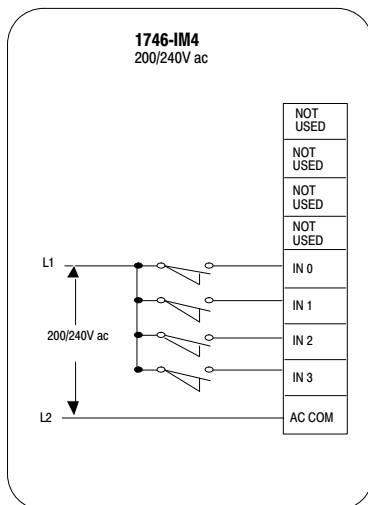 1746-IM4
200/240V ac
NOT
USED
NOT
USED
NOT
USED
NOT
USED
L1
IN 0
IN 1
200/240V ac
IN 2
IN 3
L2
AC COM